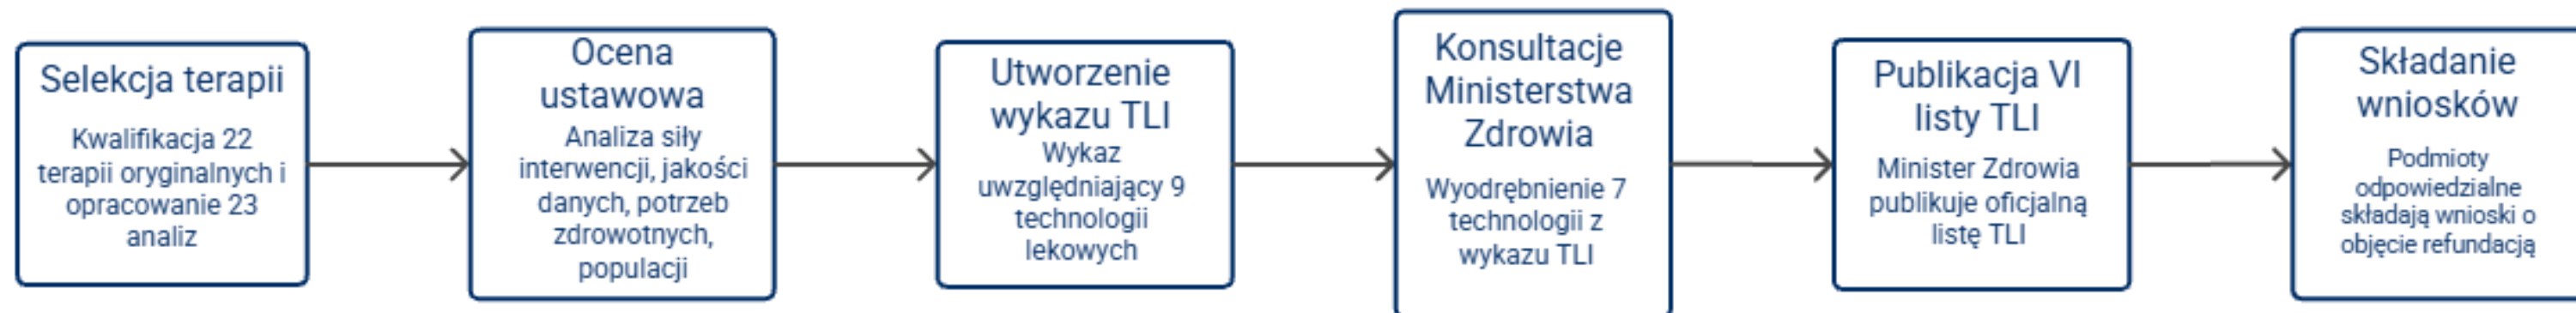 Selekcja terapii
Kwalifikacja 22
terapii oryginalnych i
opracowanie 23
analiz
Ocena
ustawowa
Analiza siły
interwencji, jakości
danych, potrzeb
zdrowotnych,
populacji
Utworzenie
wykazu TLI
Wykaz
uwzględniający 9
technologii
lekowych
Konsultacje
Ministerstwa
Zdrowia
Wyodrębnienie 7
technologii z
wykazu TLI
Publikacja VI
listy TLI
Minister Zdrowia
publikuje oficjalną
listę TLI
Składanie
wniosków
Podmioty
odpowiedzialne
składają wnioski o
objęcie refundacją